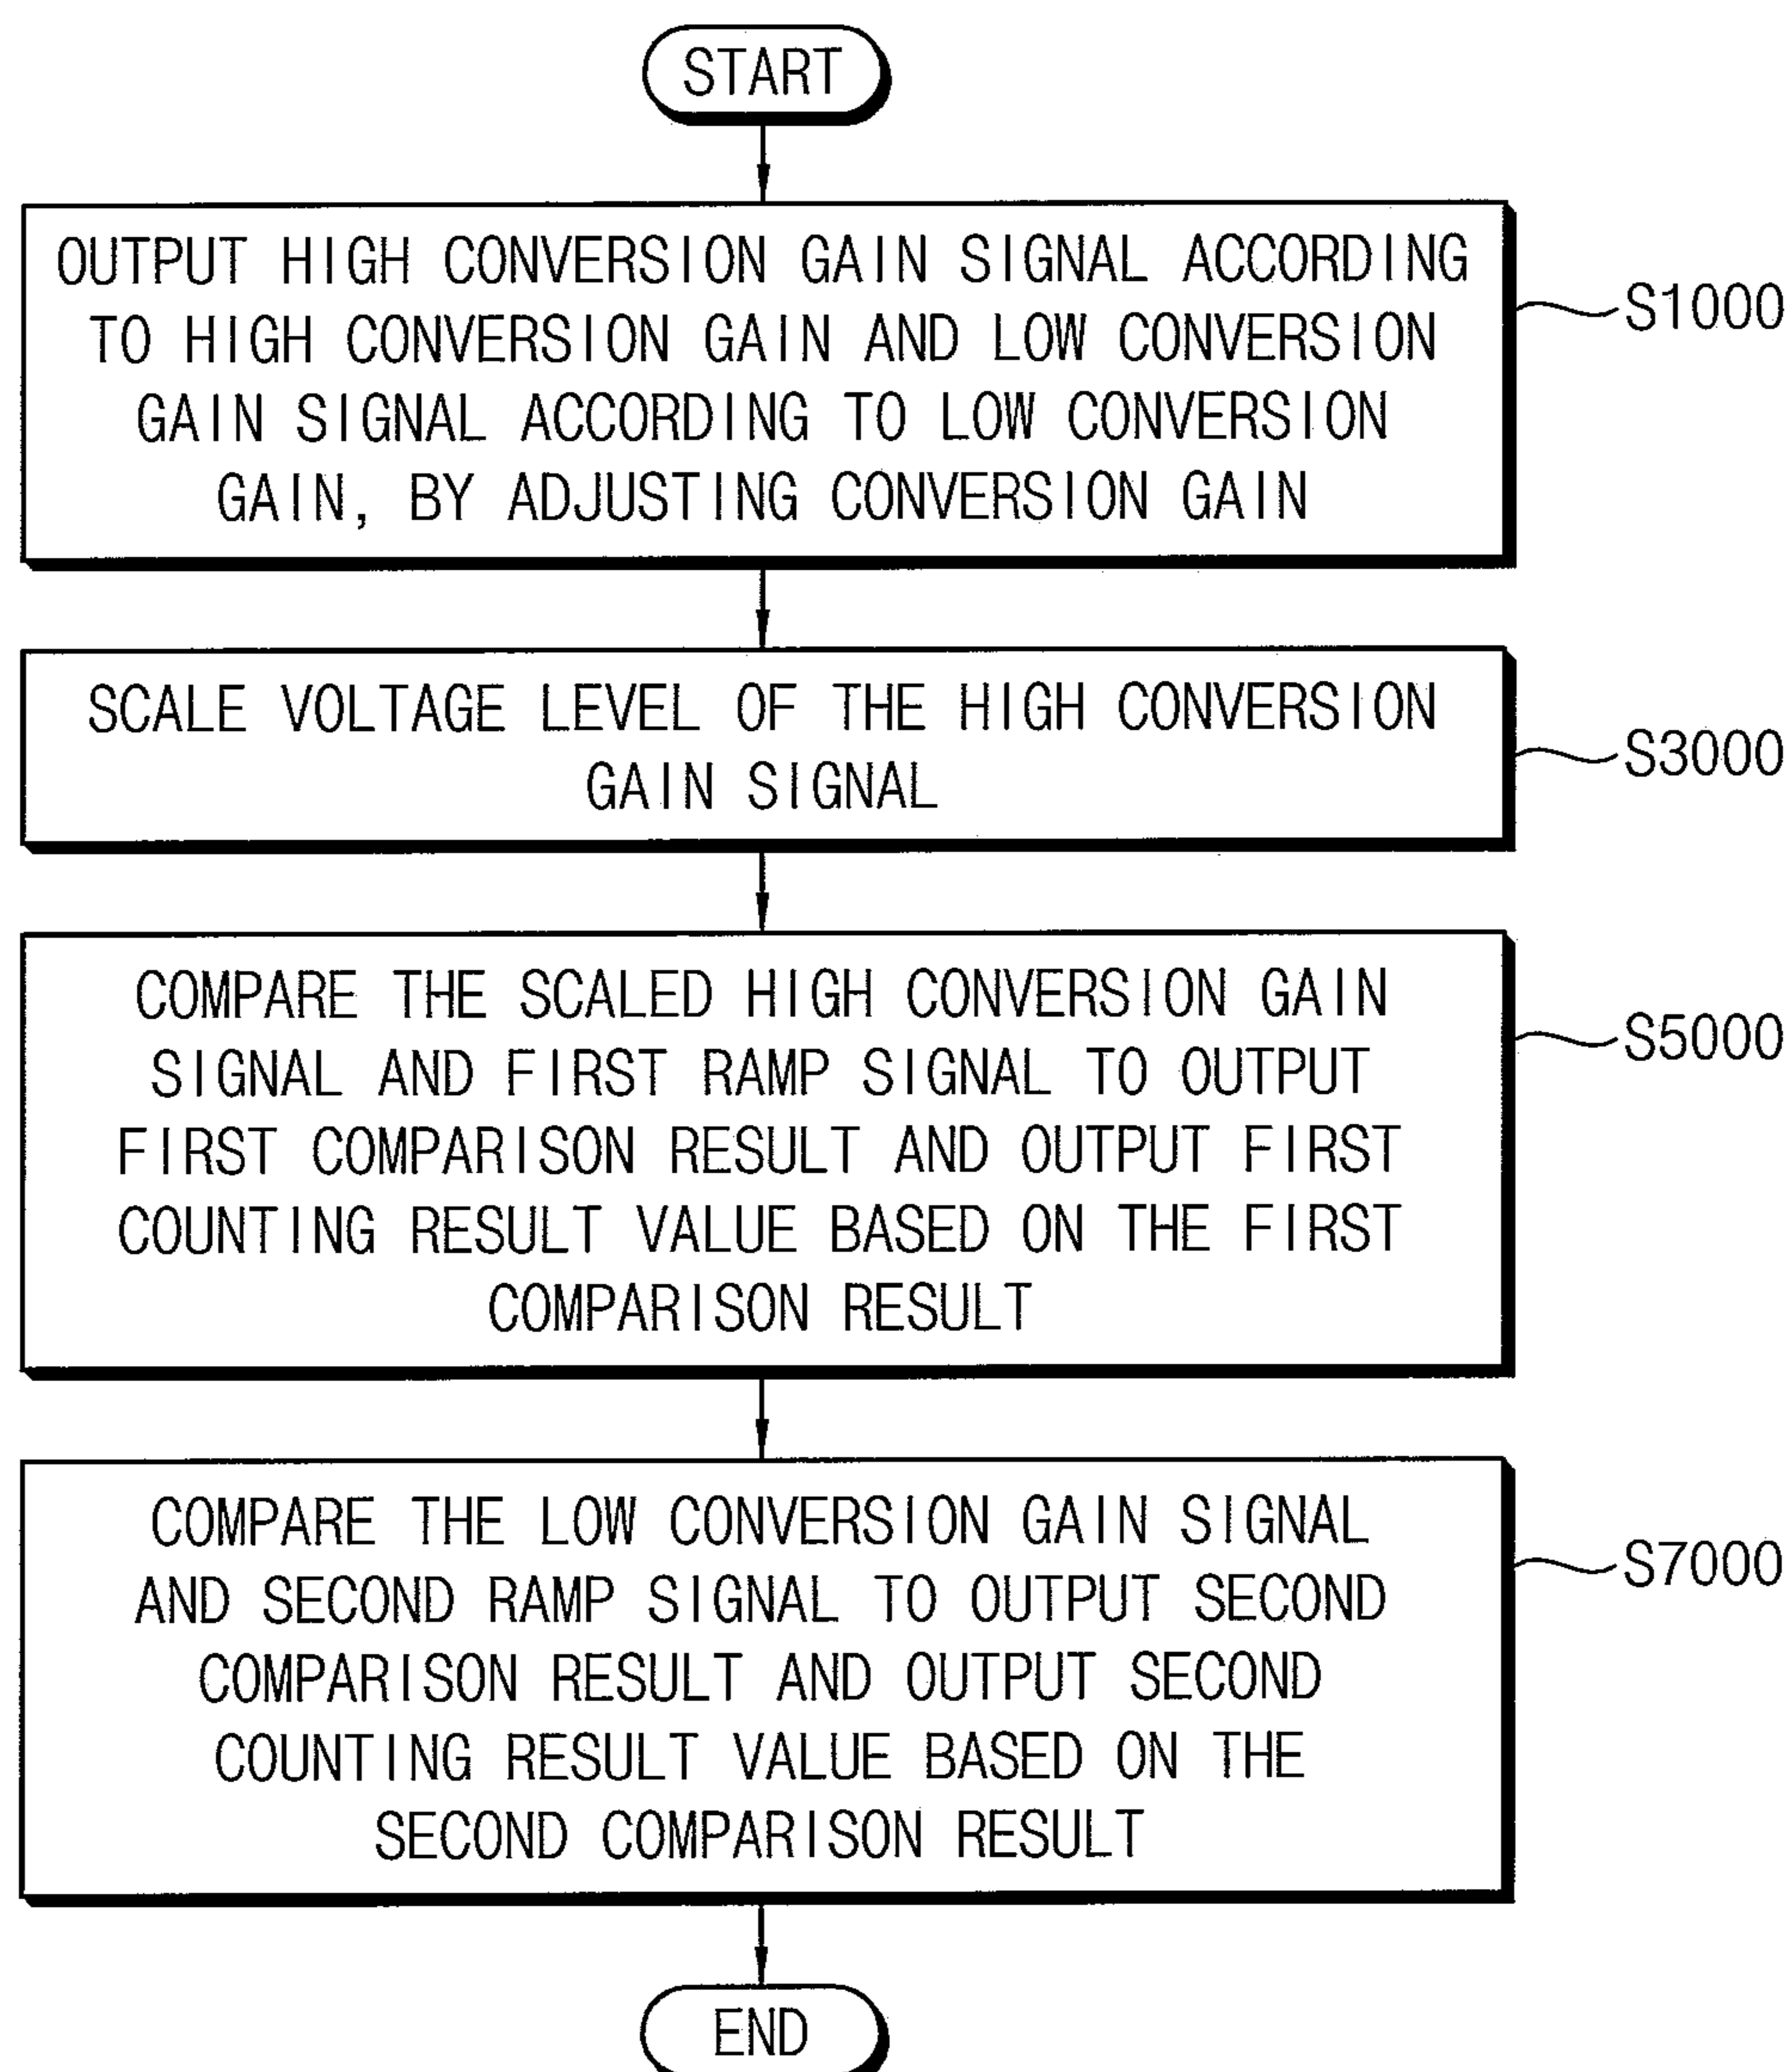 START
OUTPUT HIGH CONVERSION GAIN SIGNAL ACCORDING
TO HIGH CONVERSION GAIN AND LOW CONVERSION
GAIN SIGNAL ACCORDING TO LOW CONVERSION
GAIN, BY ADJUSTING CONVERSION GAIN
S1000
SCALE VOLTAGE LEVEL OF THE HIGH CONVERSION
GAIN SIGNAL
S3000
COMPARE THE SCALED HIGH CONVERSION GAIN
SIGNAL AND FIRST RAMP SIGNAL TO OUTPUT
FIRST COMPARISON RESULT AND OUTPUT FIRST
COUNTING RESULT VALUE BASED ON THE FIRST
COMPARISON RESULT
S5000
COMPARE THE LOW CONVERSION GAIN SIGNAL
AND SECOND RAMP SIGNAL TO OUTPUT SECOND
COMPARISON RESULT AND OUTPUT SECOND
COUNTING RESULT VALUE BASED ON THE
SECOND COMPARISON RESULT
S7000
END